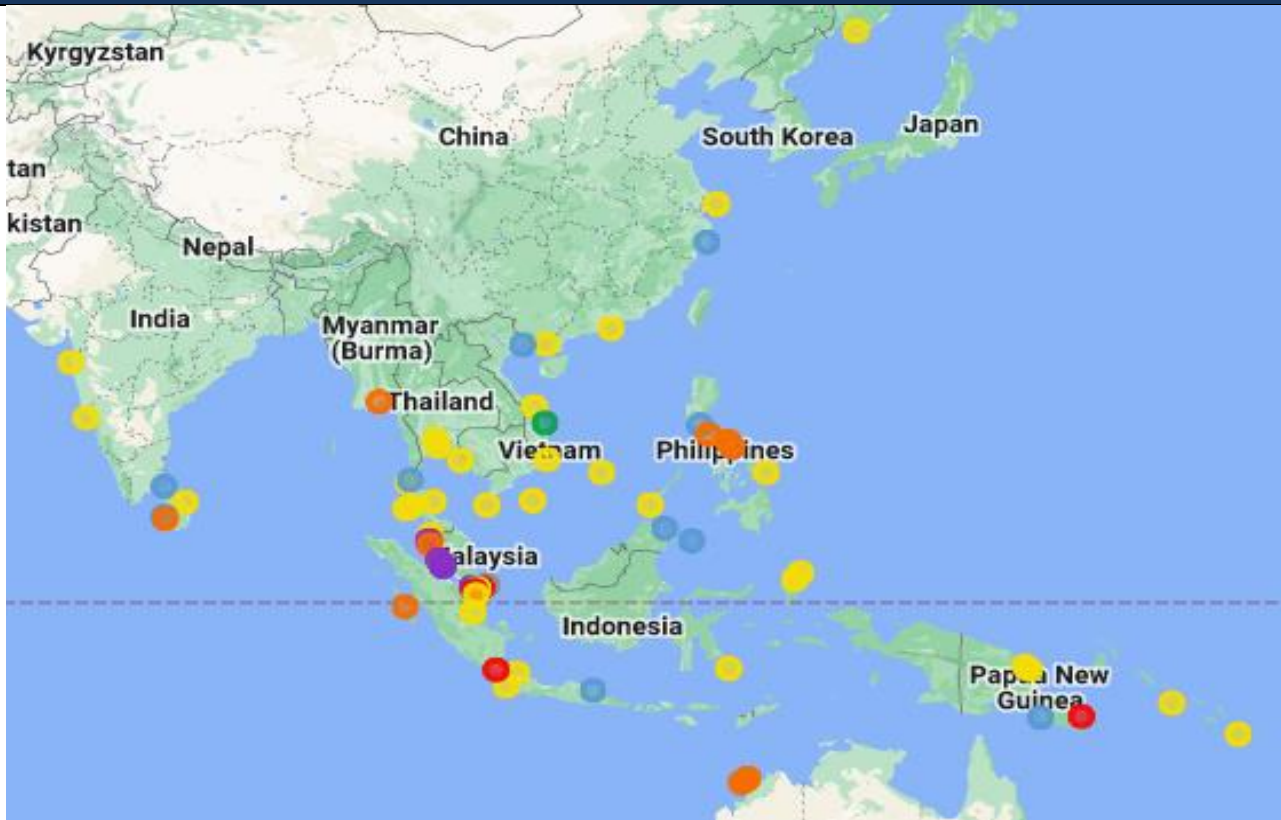 Kyrgyzstan
China
South Korea
Japan
tan
kistan
Nepal
India
Myanmar
(Burma)
Thailand
Vietnam
Philippines
alaysia
Indonesia
Papua New
Guinea